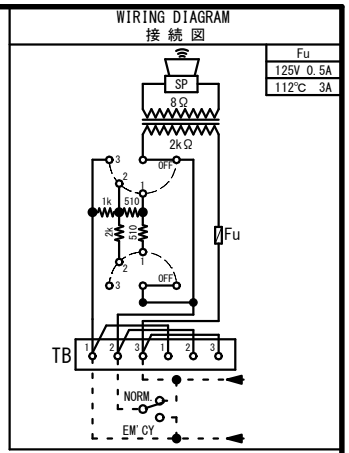 WIRING DIAGRAM
接続図
Fu
125V 0.5A
112℃ 3A
SP
8Ω
2kΩ
3
OFF
2
1
1k
510
2k
510
Fu
1
2
3
OFF
TB
1
2
3
1
2
3
NORM.
EM'CY